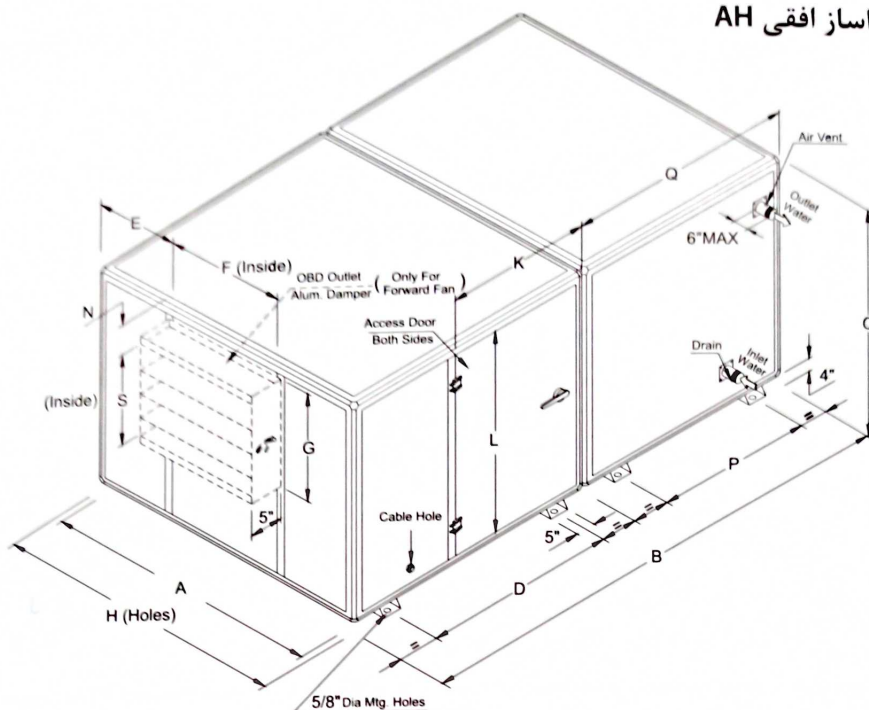 اساز افقی AH
Air Vent
Q
Outlet
Water
6"MAX
E
F (Inside)
K
OBD Outlet
Alum. Damper
(Only For
Forward Fan)
N
Access Door
Both Sides
Drain
Inlet
Water
4"
(Inside)
S
G
L
P
5"
Cable Hole
5"
=
=
=
B
A
D
H (Holes)
=
5/8" Dia Mtg. Holes